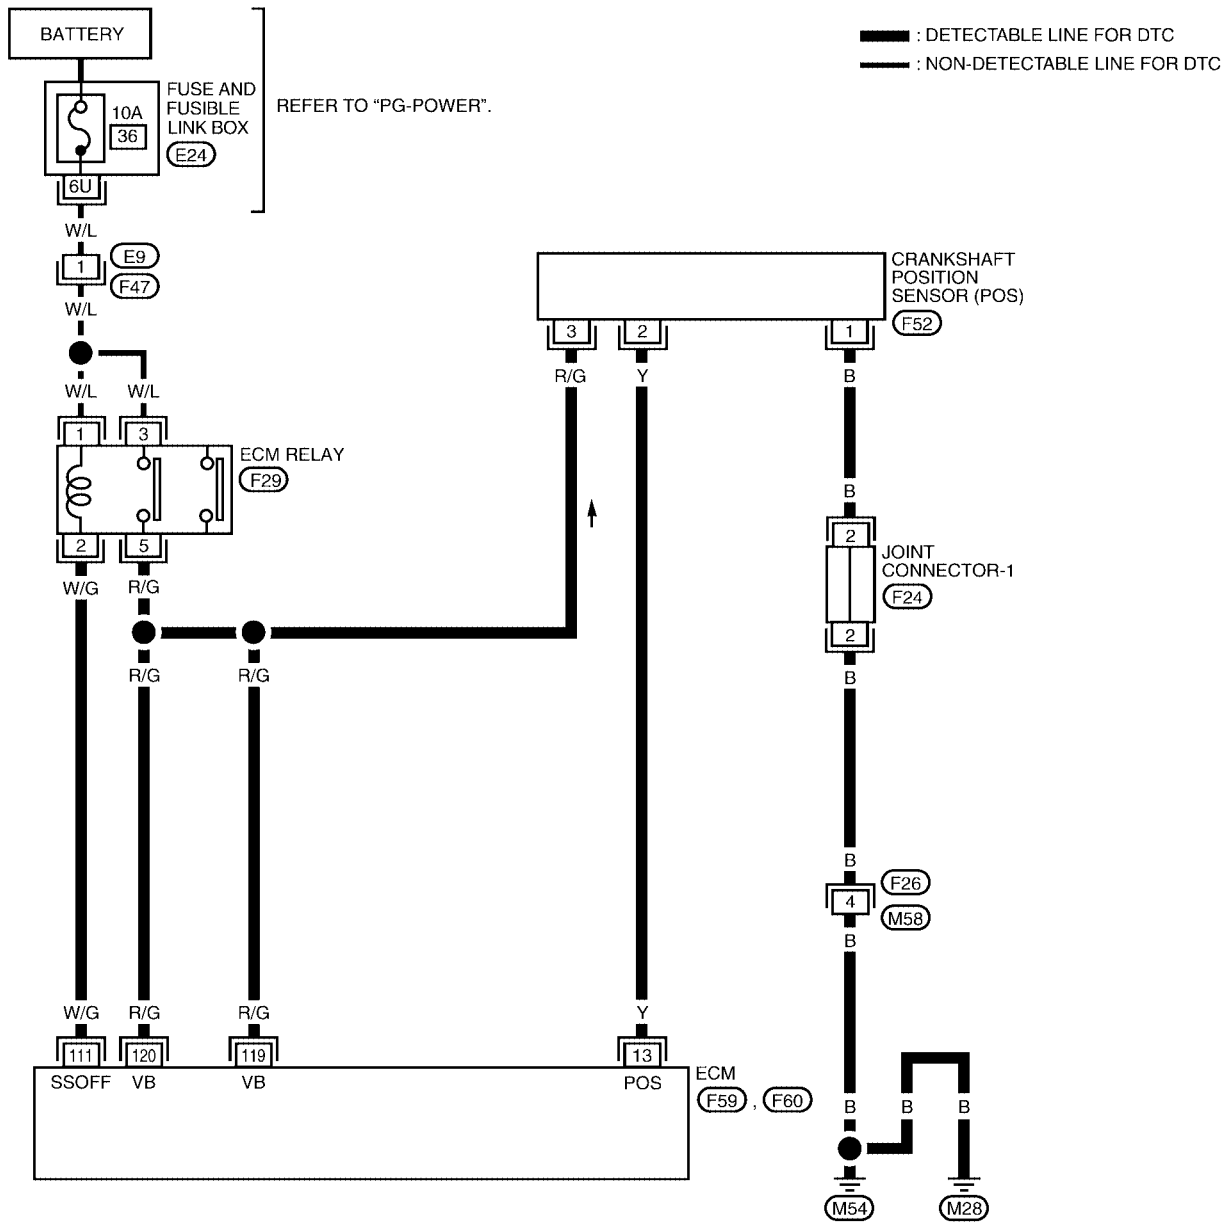 BATTERY
: DETECTABLE LINE FOR DTC
: NON-DETECTABLE LINE FOR DTC
FUSE AND
FUSIBLE
LINK BOX
E24
10A
36
REFER TO “PG-POWER”.
6U
W/L
1
E9
F47
W/L
W/L
W/L
1
3
ECM RELAY
F29
2
5
W/G
R/G
R/G
R/G
CRANKSHAFT
POSITION
SENSOR (POS)
F52
3
2
1
R/G
Y
B
B
2
JOINT
CONNECTOR-1
F24
2
B
B
F26
4
M58
B
W/G
R/G
R/G
Y
111
120
119
13
SSOFF
VB
VB
POS
ECM
F59 , F60
B
B
B
M54
M28